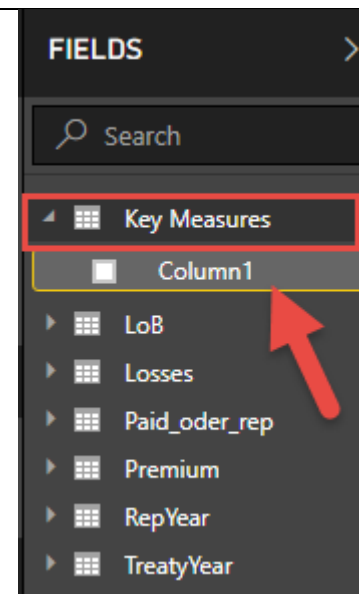 FIELDS
Search
Key Measures
Column1
LoB
Losses
Paid_oder_rep
Premium
RepYear
TreatyYear